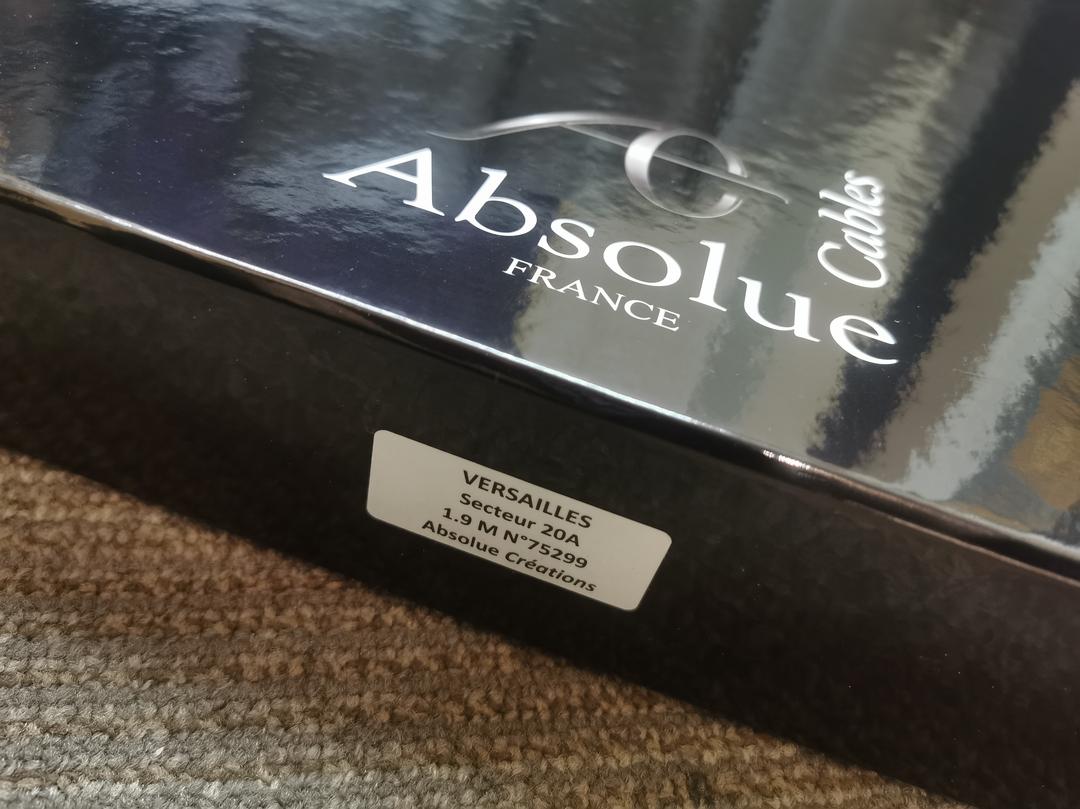 Absolue
Cables
FRANCE
VERSAILLES
Secteur 20A
1.9 M N°75299
Absolue Créations